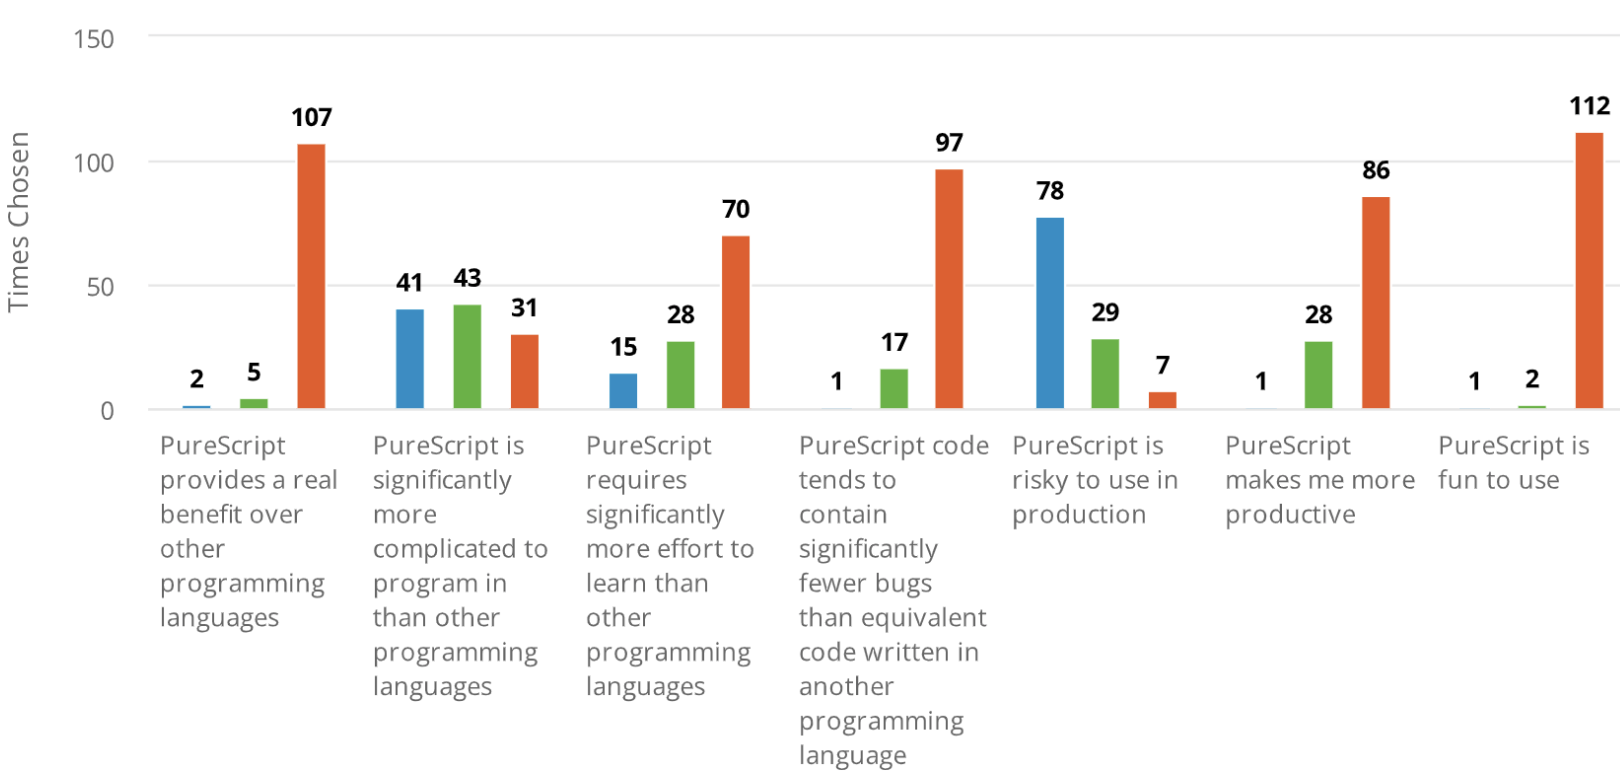 150
100
50
0
Times Chosen
2
5
107
41
43
31
15
28
70
1
17
97
78
29
7
1
28
86
1
2
112
PureScript
provides a real
benefit over
other
programming
languages
PureScript is
significantly
more
complicated to
program in
than other
programming
languages
PureScript
requires
significantly
more effort to
learn than
other
programming
languages
PureScript code
tends to
contain
significantly
fewer bugs
than equivalent
code written in
another
programming
language
PureScript is
risky to use in
production
PureScript
makes me more
productive
PureScript is
fun to use